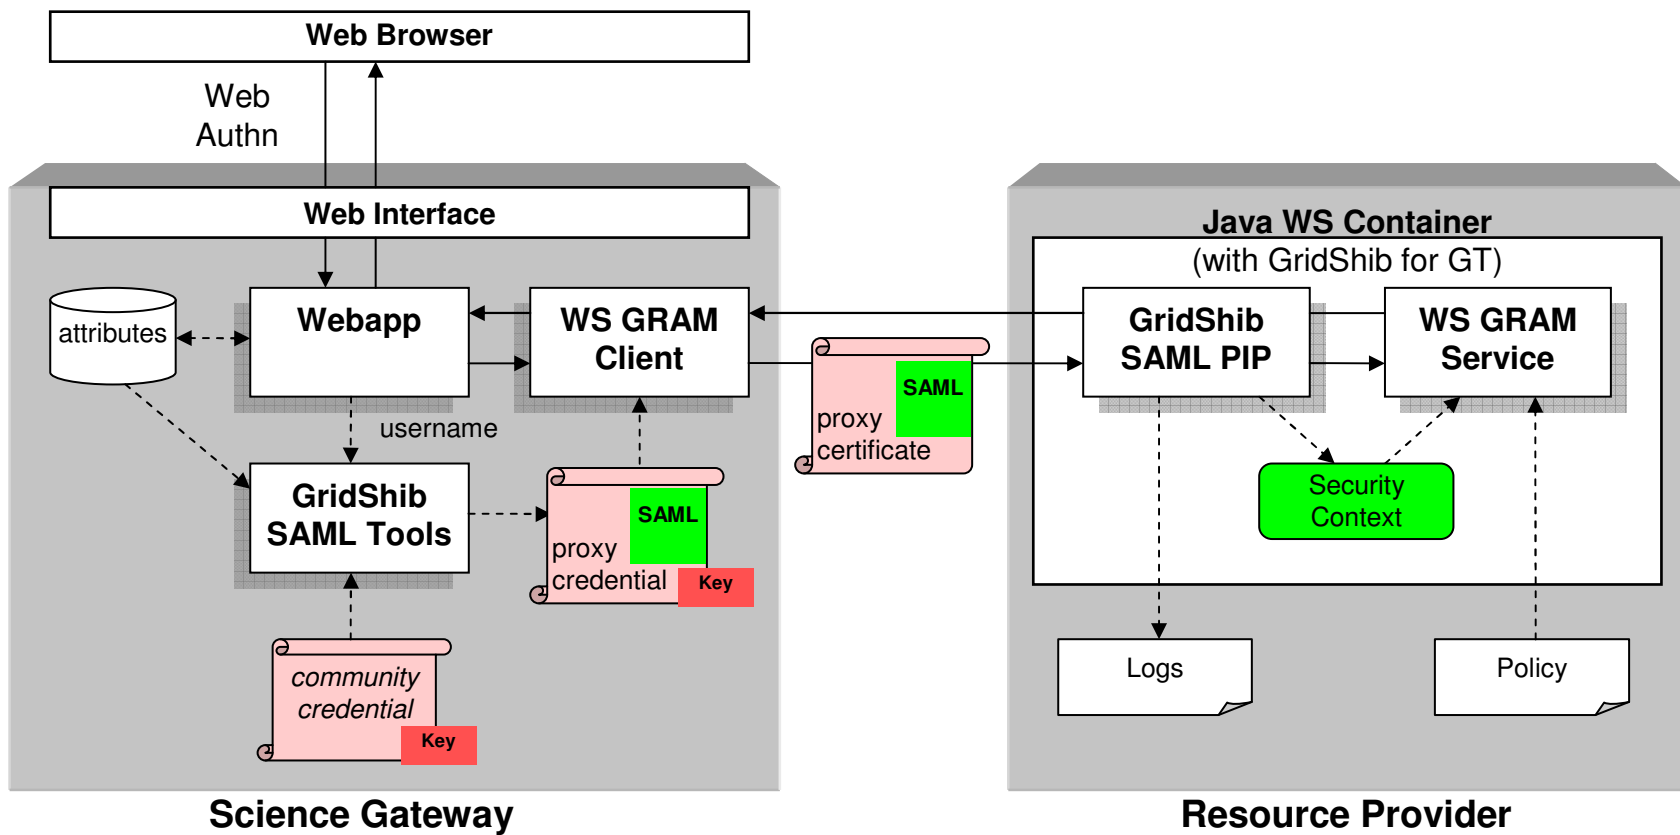 Web Browser
Web
Authn
Web Interface
attributes
Webapp
WS GRAM
Client
username
GridShib
SAML Tools
SAML
proxy
credential
Key
community
credential
Key
Science Gateway
SAML
proxy
certificate
Java WS Container
(with GridShib for GT)
GridShib
SAML PIP
WS GRAM
Service
Security
Context
Logs
Policy
Resource Provider